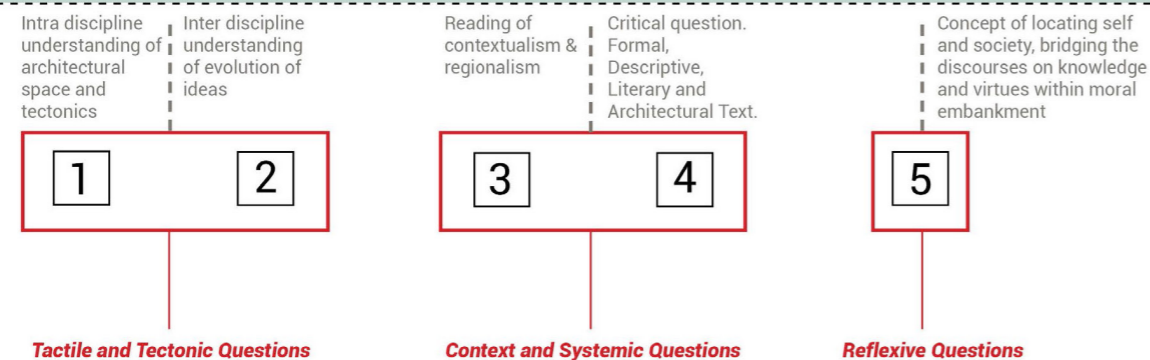 Intra discipline
understanding of
architectural
space and
tectonics
Inter discipline
understanding
of evolution of
ideas
Reading of
contextualism &
regionalism
Critical question.
Formal,
Descriptive,
Literary and
Architectural Text.
Concept of locating self
and society, bridging the
discourses on knowledge
and virtues within moral
embankment
1
2
3
4
5
Tactile and Tectonic Questions
Context and Systemic Questions
Reflexive Questions